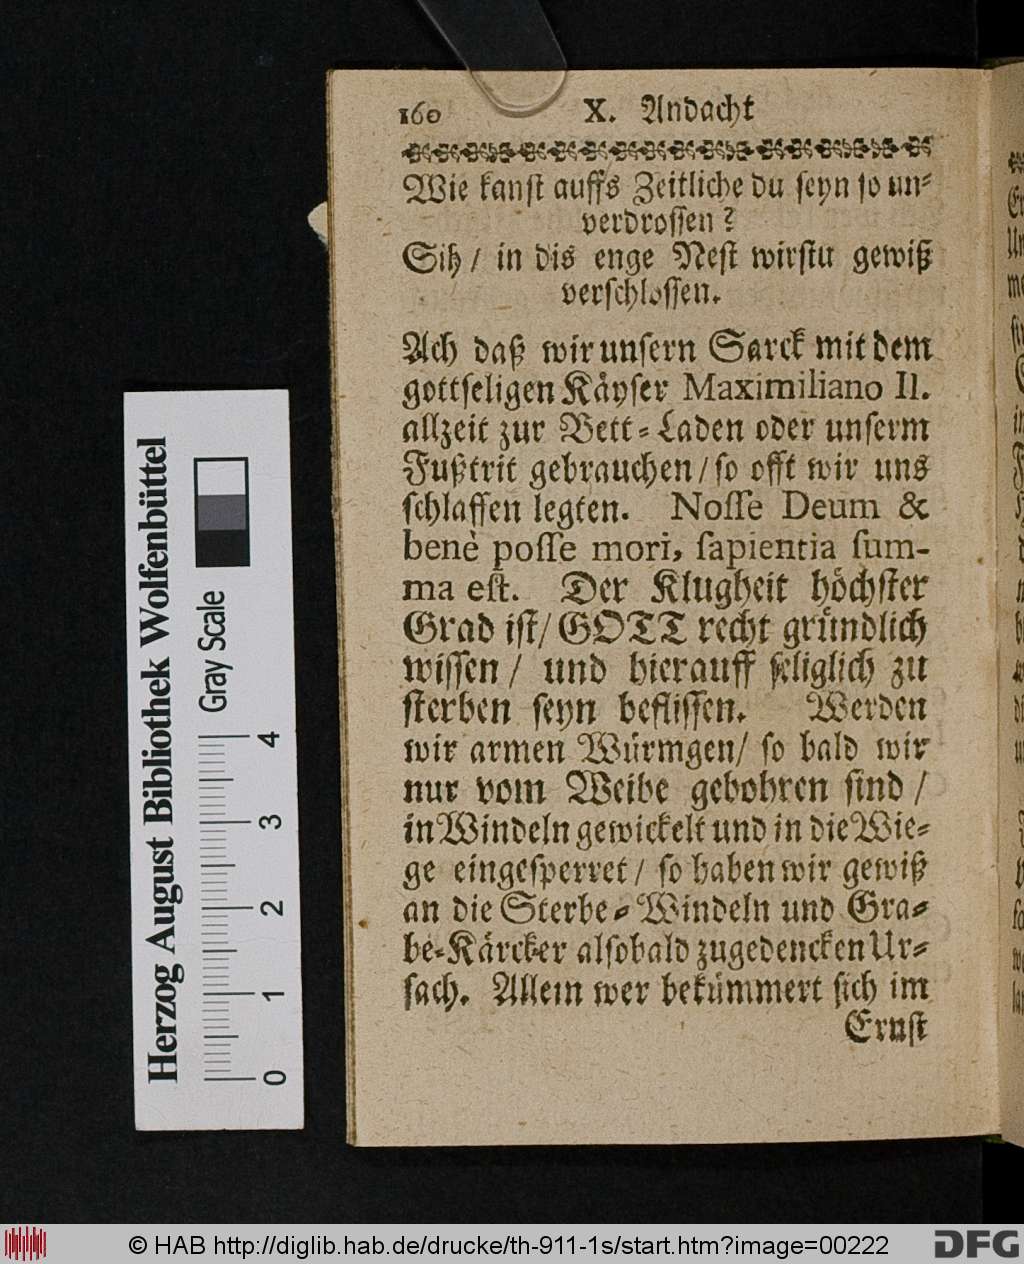 160 X. Andacht
Wie kanſt auffs Zeitliche du ſeyn ſo un⸗
verdroſſen?
Sih / in dis enge Neſt wirſtu gewiß
verſchloſſen.
Ach daß wir unſern Sarck mit dem
gottſeligen Käyſer Maximiliano II.
allzeit zur Bett⸗Laden oder unſerm
Fußtrit gebrauchen / ſo offt wir uns
ſchlaffen legten. Noſſe Deum &
benè poſſe mori, ſapientia ſum-
ma eſt. Der Klugheit höchſter
Grad iſt / GOTT recht gründlich
wiſſen / und hierauff ſeliglich zu
ſterben ſeyn befliſſen. Werden
wir armen Würmgen / ſo bald wir
nur vom Weibe gebohren ſind /
in Windeln gewickelt und in die Wie⸗
ge eingeſperret / ſo haben wir gewiß
an die Sterbe⸗Windeln und Gra⸗
be⸗Kärcker alſobald zugedencken Ur⸗
ſach. Allein wer bekümmert ſich im
Ernſt
Herzog August Bibliothek Wolfenbüttel
Gray Scale
0 1 2 3 4
© HAB http://diglib.hab.de/drucke/th-911-1s/start.htm?image=00222
DFG